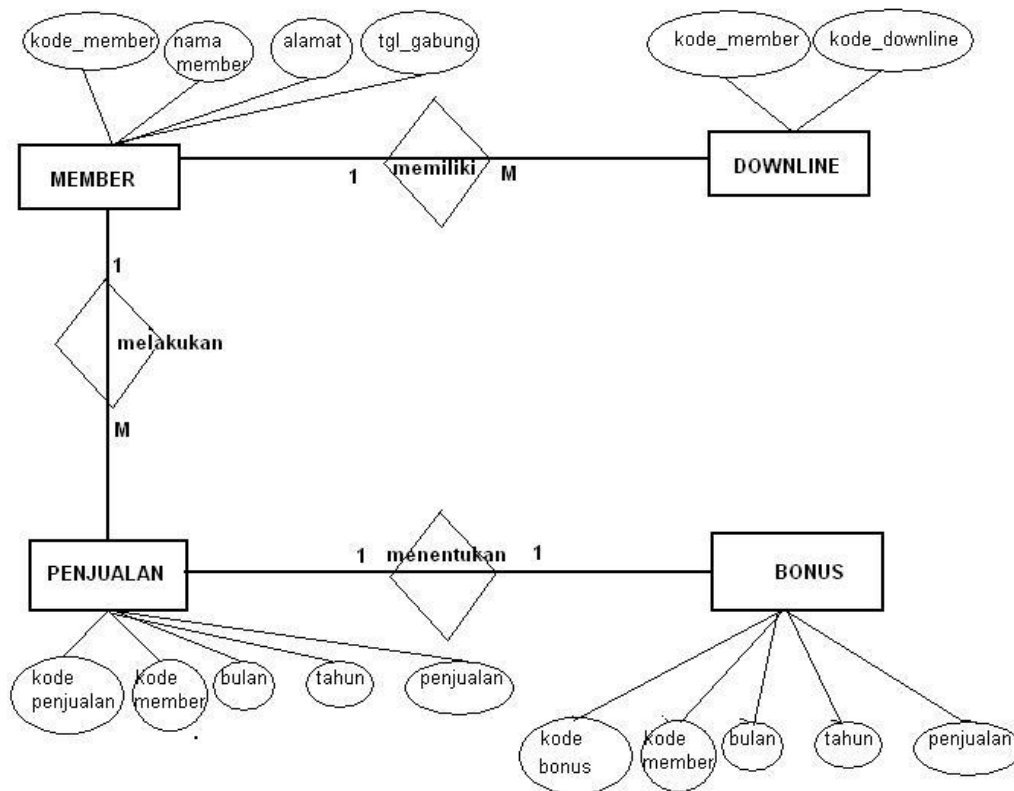 kode_member
nama
member
alamat
tgl_gabung
kode_member
kode_downline
MEMBER
1
memiliki
M
DOWNLINE
1
melakukan
M
PENJUALAN
1
menentukan
1
BONUS
kode
penjualan
kode
member
bulan
tahun
penjualan
kode
bonus
kode
member
bulan
tahun
penjualan